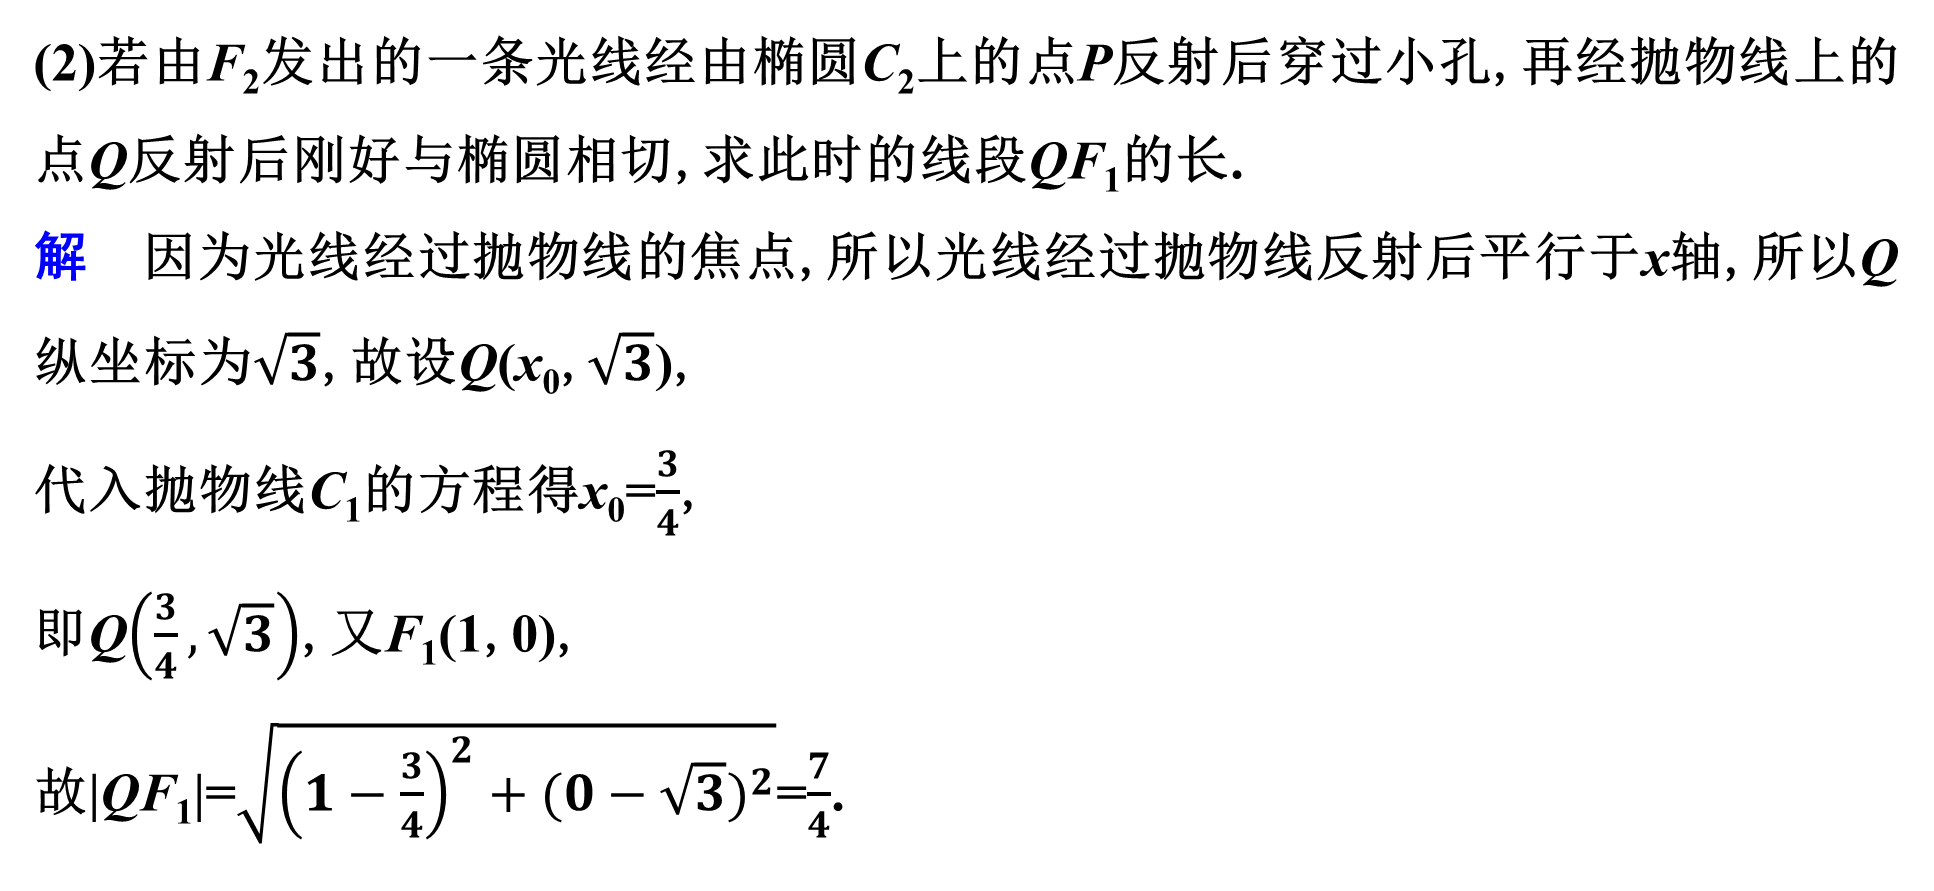 (2)若由F₂发出的一条光线经由椭圆C₂上的点P反射后穿过小孔, 再经抛物线上的
点Q反射后刚好与椭圆相切, 求此时的线段QF₁的长.
解 因为光线经过抛物线的焦点, 所以光线经过抛物线反射后平行于x轴, 所以Q
纵坐标为√3, 故设Q(x₀, √3),
代入抛物线C₁的方程得x₀=3/4,
即Q(3/4, √3), 又F₁(1, 0),
故|QF₁|=√((1 − 3/4)² + (0 − √3)²)=7/4.